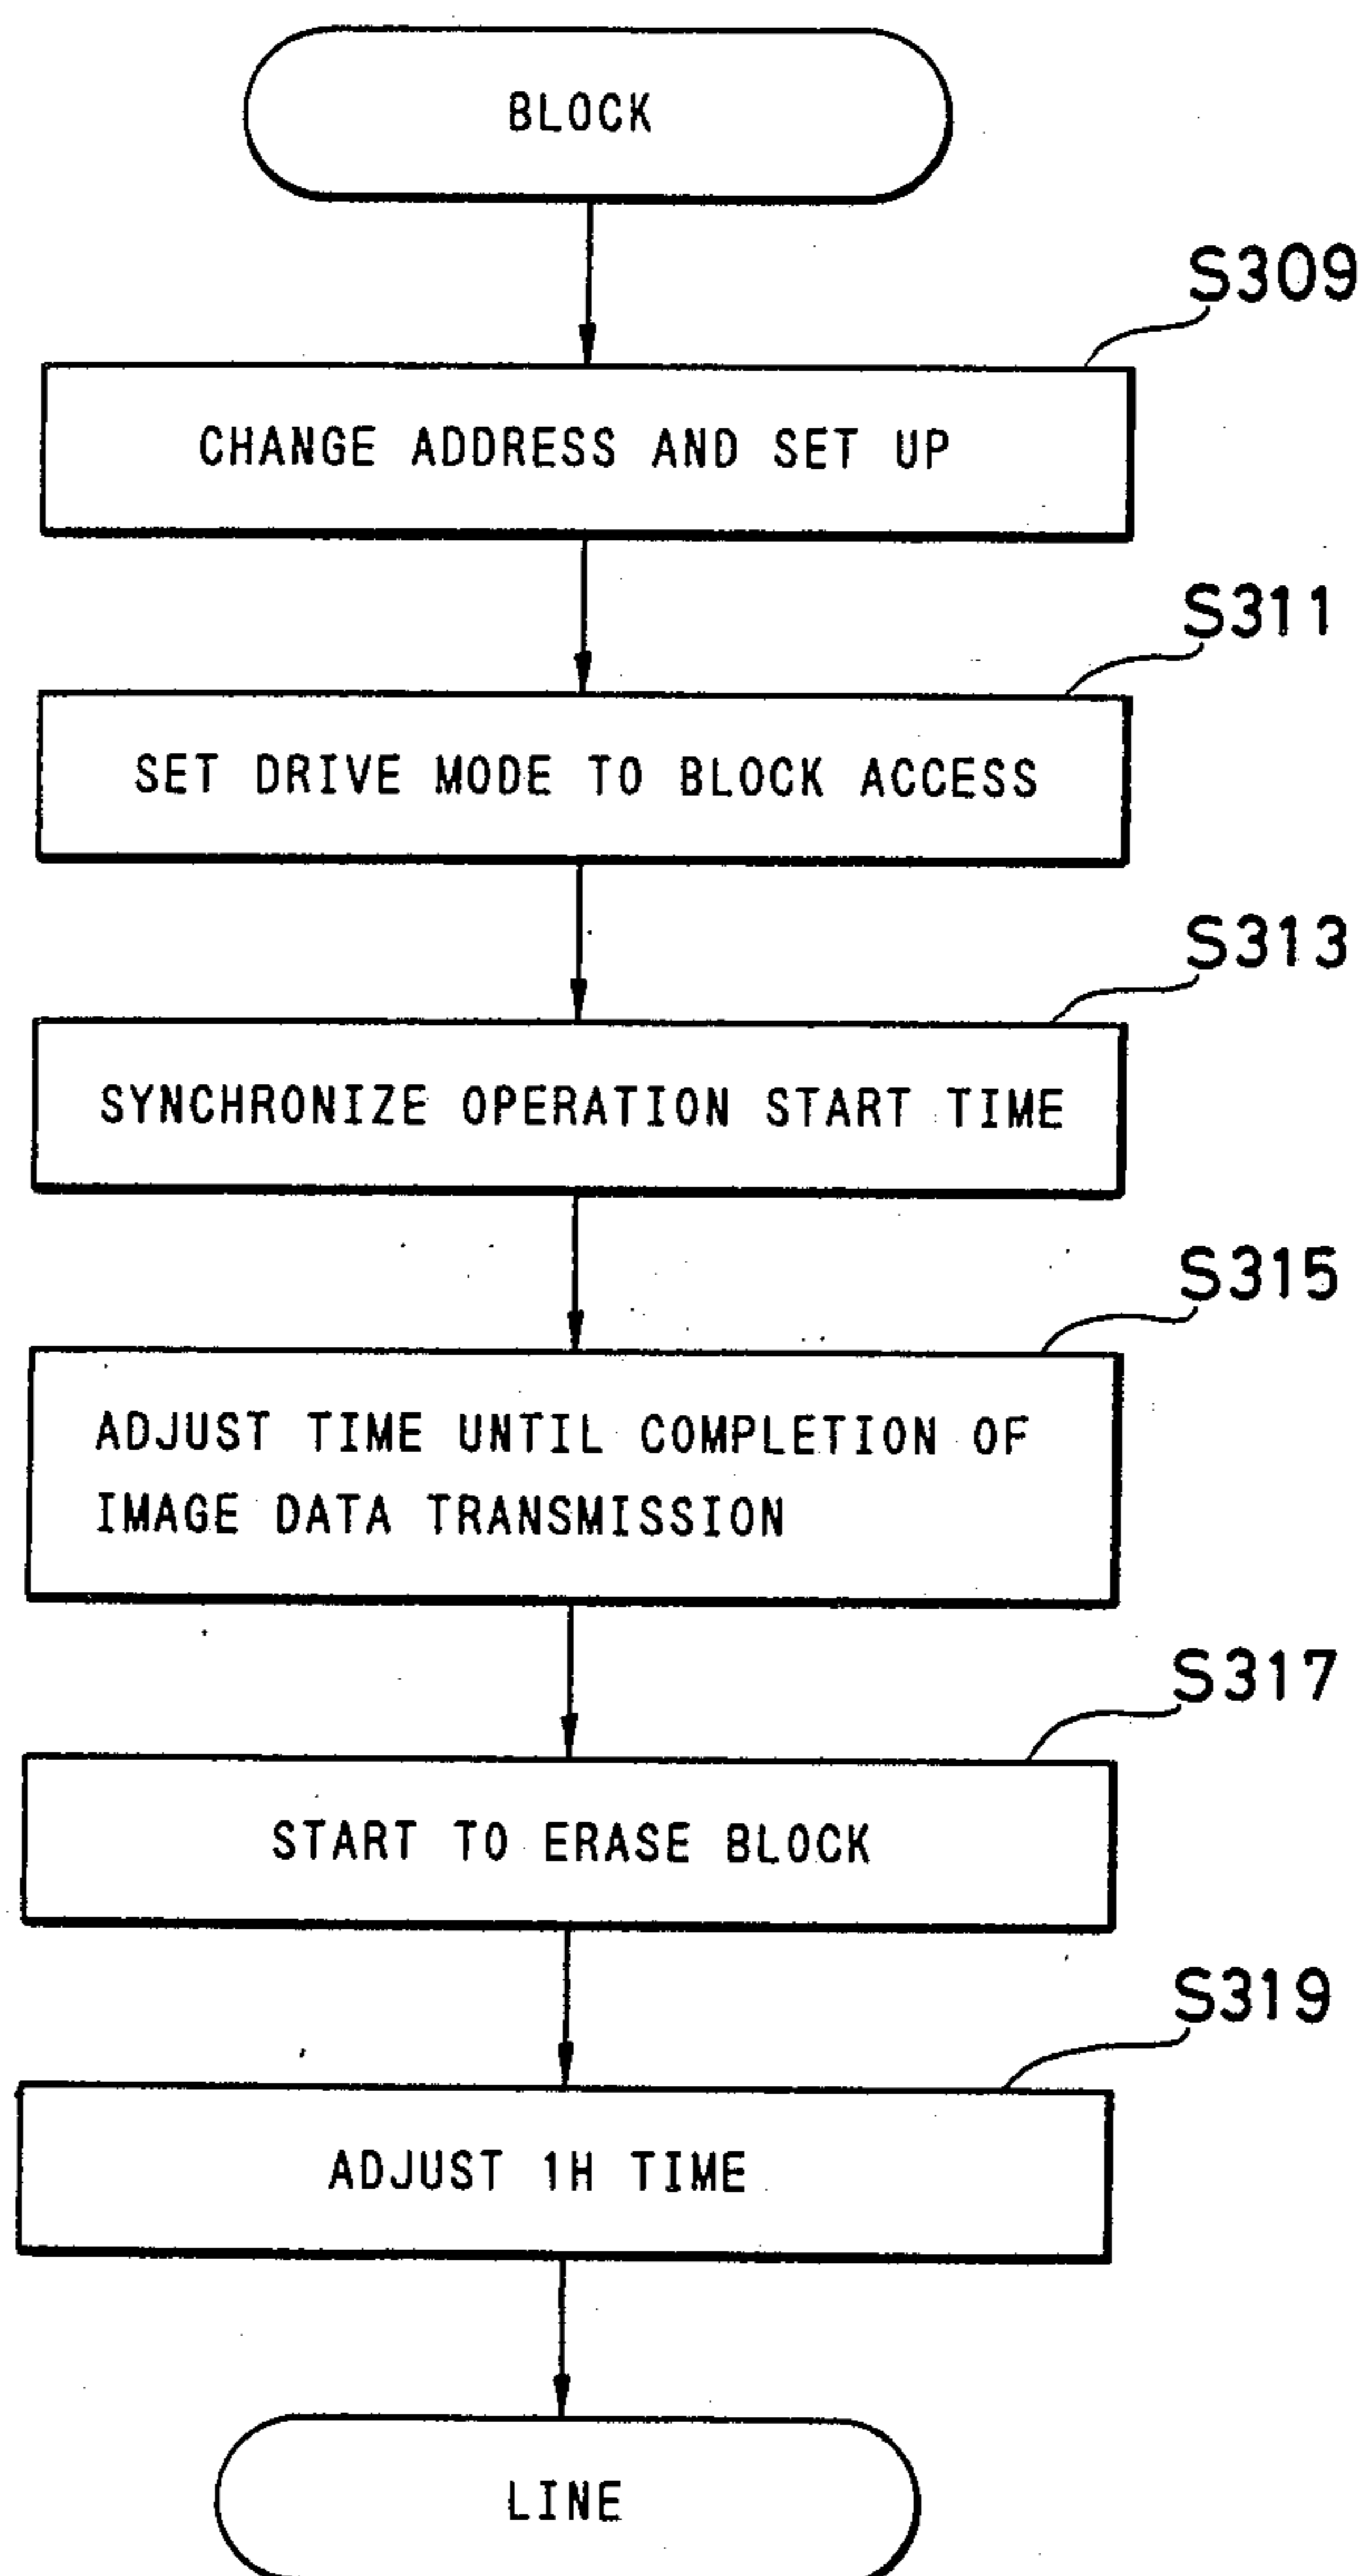 BLOCK
S309
CHANGE ADDRESS AND SET UP
S311
SET DRIVE MODE TO BLOCK ACCESS
S313
SYNCHRONIZE OPERATION START TIME
S315
ADJUST TIME UNTIL COMPLETION OF
IMAGE DATA TRANSMISSION
S317
START TO ERASE BLOCK
S319
ADJUST 1H TIME
LINE